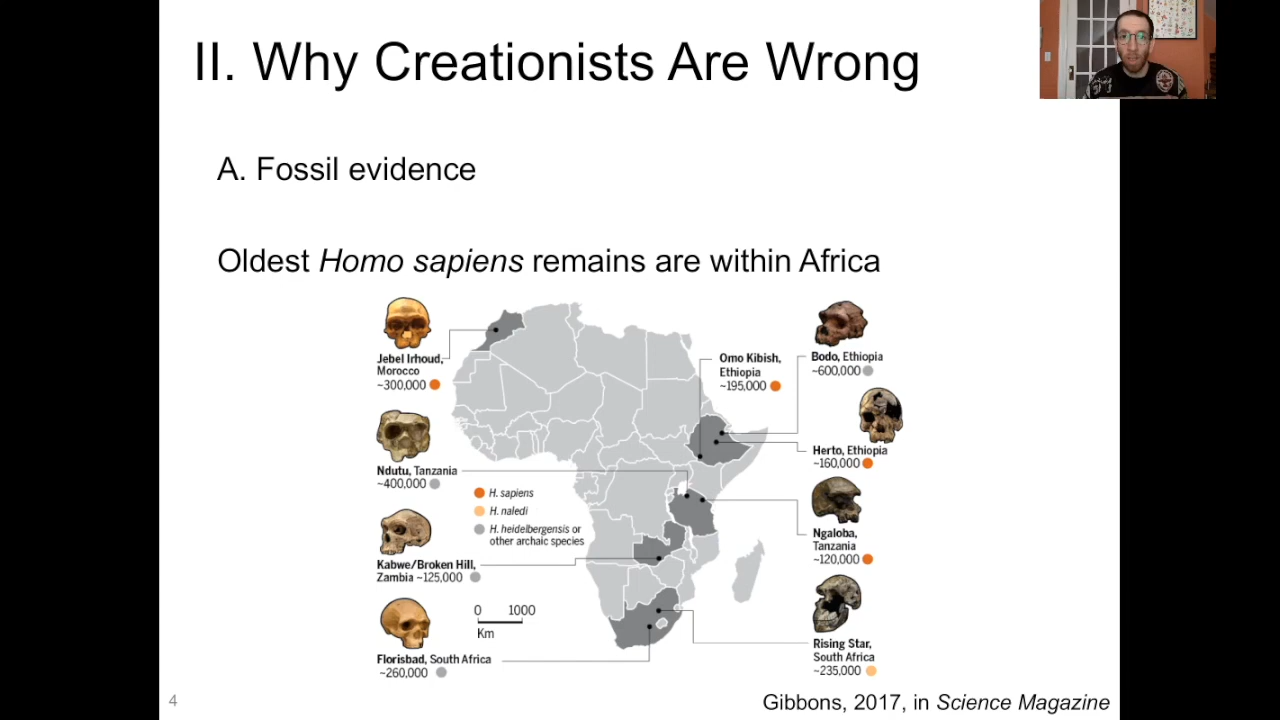 II. Why Creationists Are Wrong
A. Fossil evidence
Oldest Homo sapiens remains are within Africa
Jebel Irhoud,
Morocco
~300,000
Ndutu, Tanzania
~400,000
Kabwe/Broken Hill,
Zambia ~125,000
Florisbad, South Africa
~260,000
H. sapiens
H. naledi
H. heidelbergensis or
other archaic species
0 1000
Km
Omo Kibish,
Ethiopia
~195,000
Bodo, Ethiopia
~600,000
Herto, Ethiopia
~160,000
Ngaloba,
Tanzania
~120,000
Rising Star,
South Africa
~235,000
4
Gibbons, 2017, in Science Magazine